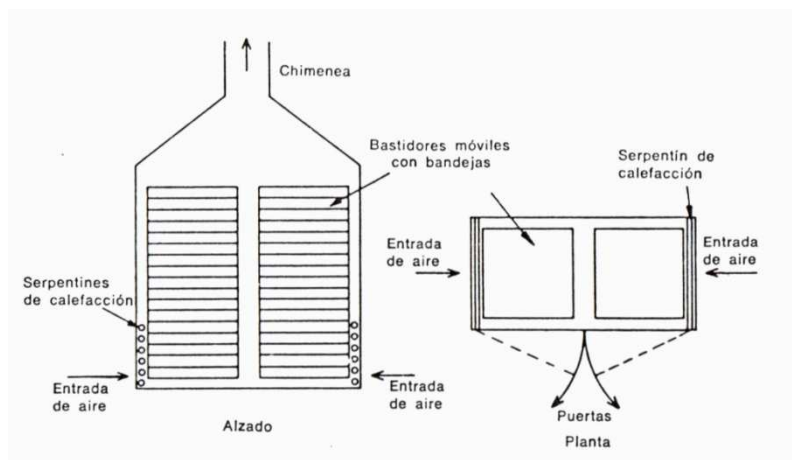 Chimenea
Bastidores móviles
con bandejas
Serpentín de
calefacción
Entrada
de aire
Entrada
de aire
Serpentines
de calefacción
Entrada
de aire
Entrada
de aire
Puertas
Alzado
Planta